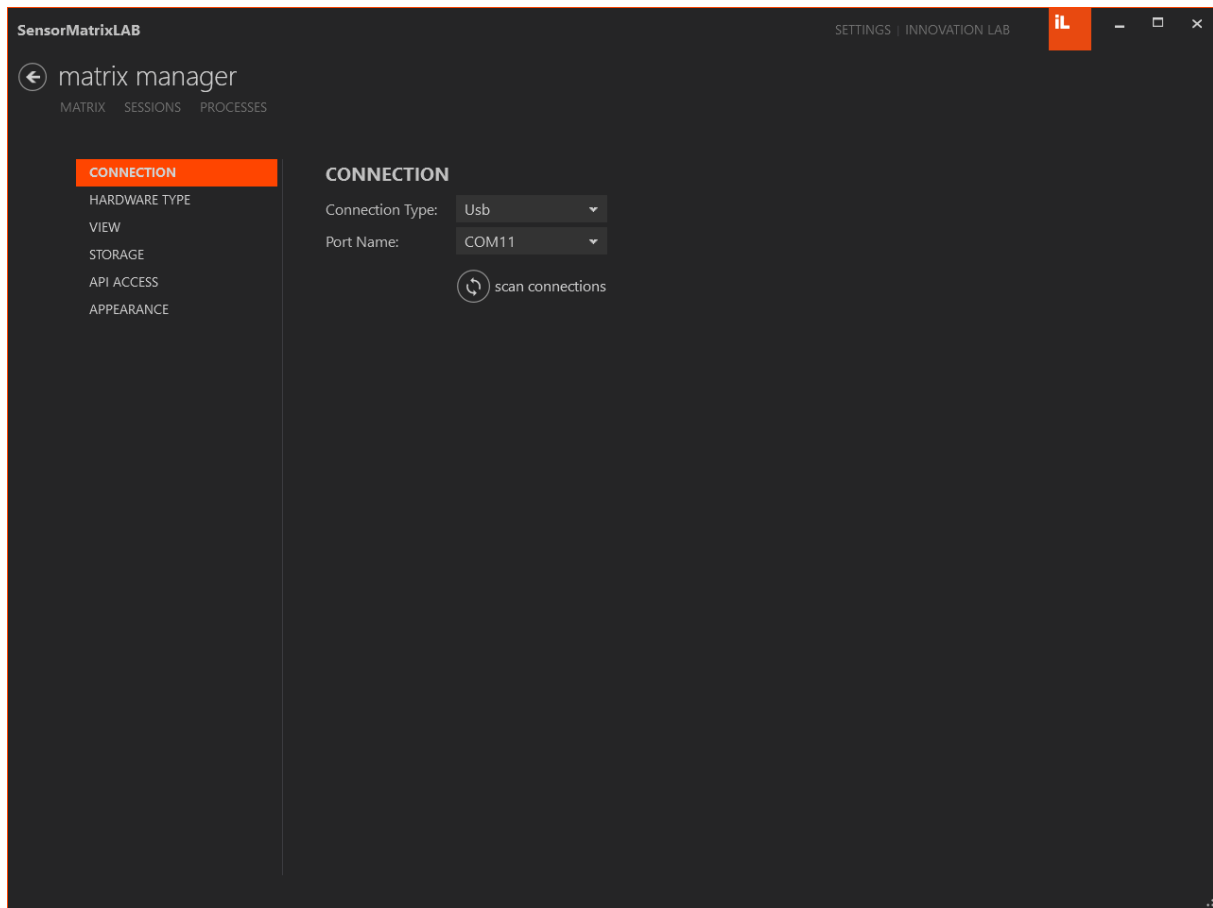 SensorMatrixLAB
SETTINGS | INNOVATION LAB
iL
matrix manager
MATRIX SESSIONS PROCESSES
CONNECTION
HARDWARE TYPE
VIEW
STORAGE
API ACCESS
APPEARANCE
CONNECTION
Connection Type: Usb
Port Name: COM11
scan connections